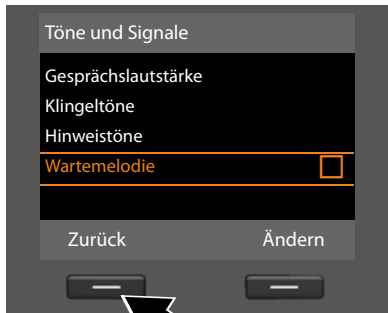 Töne und Signale
Gesprächslautstärke
Klingeltöne
Hinweistöne
Wartemelodie
Zurück Ändern